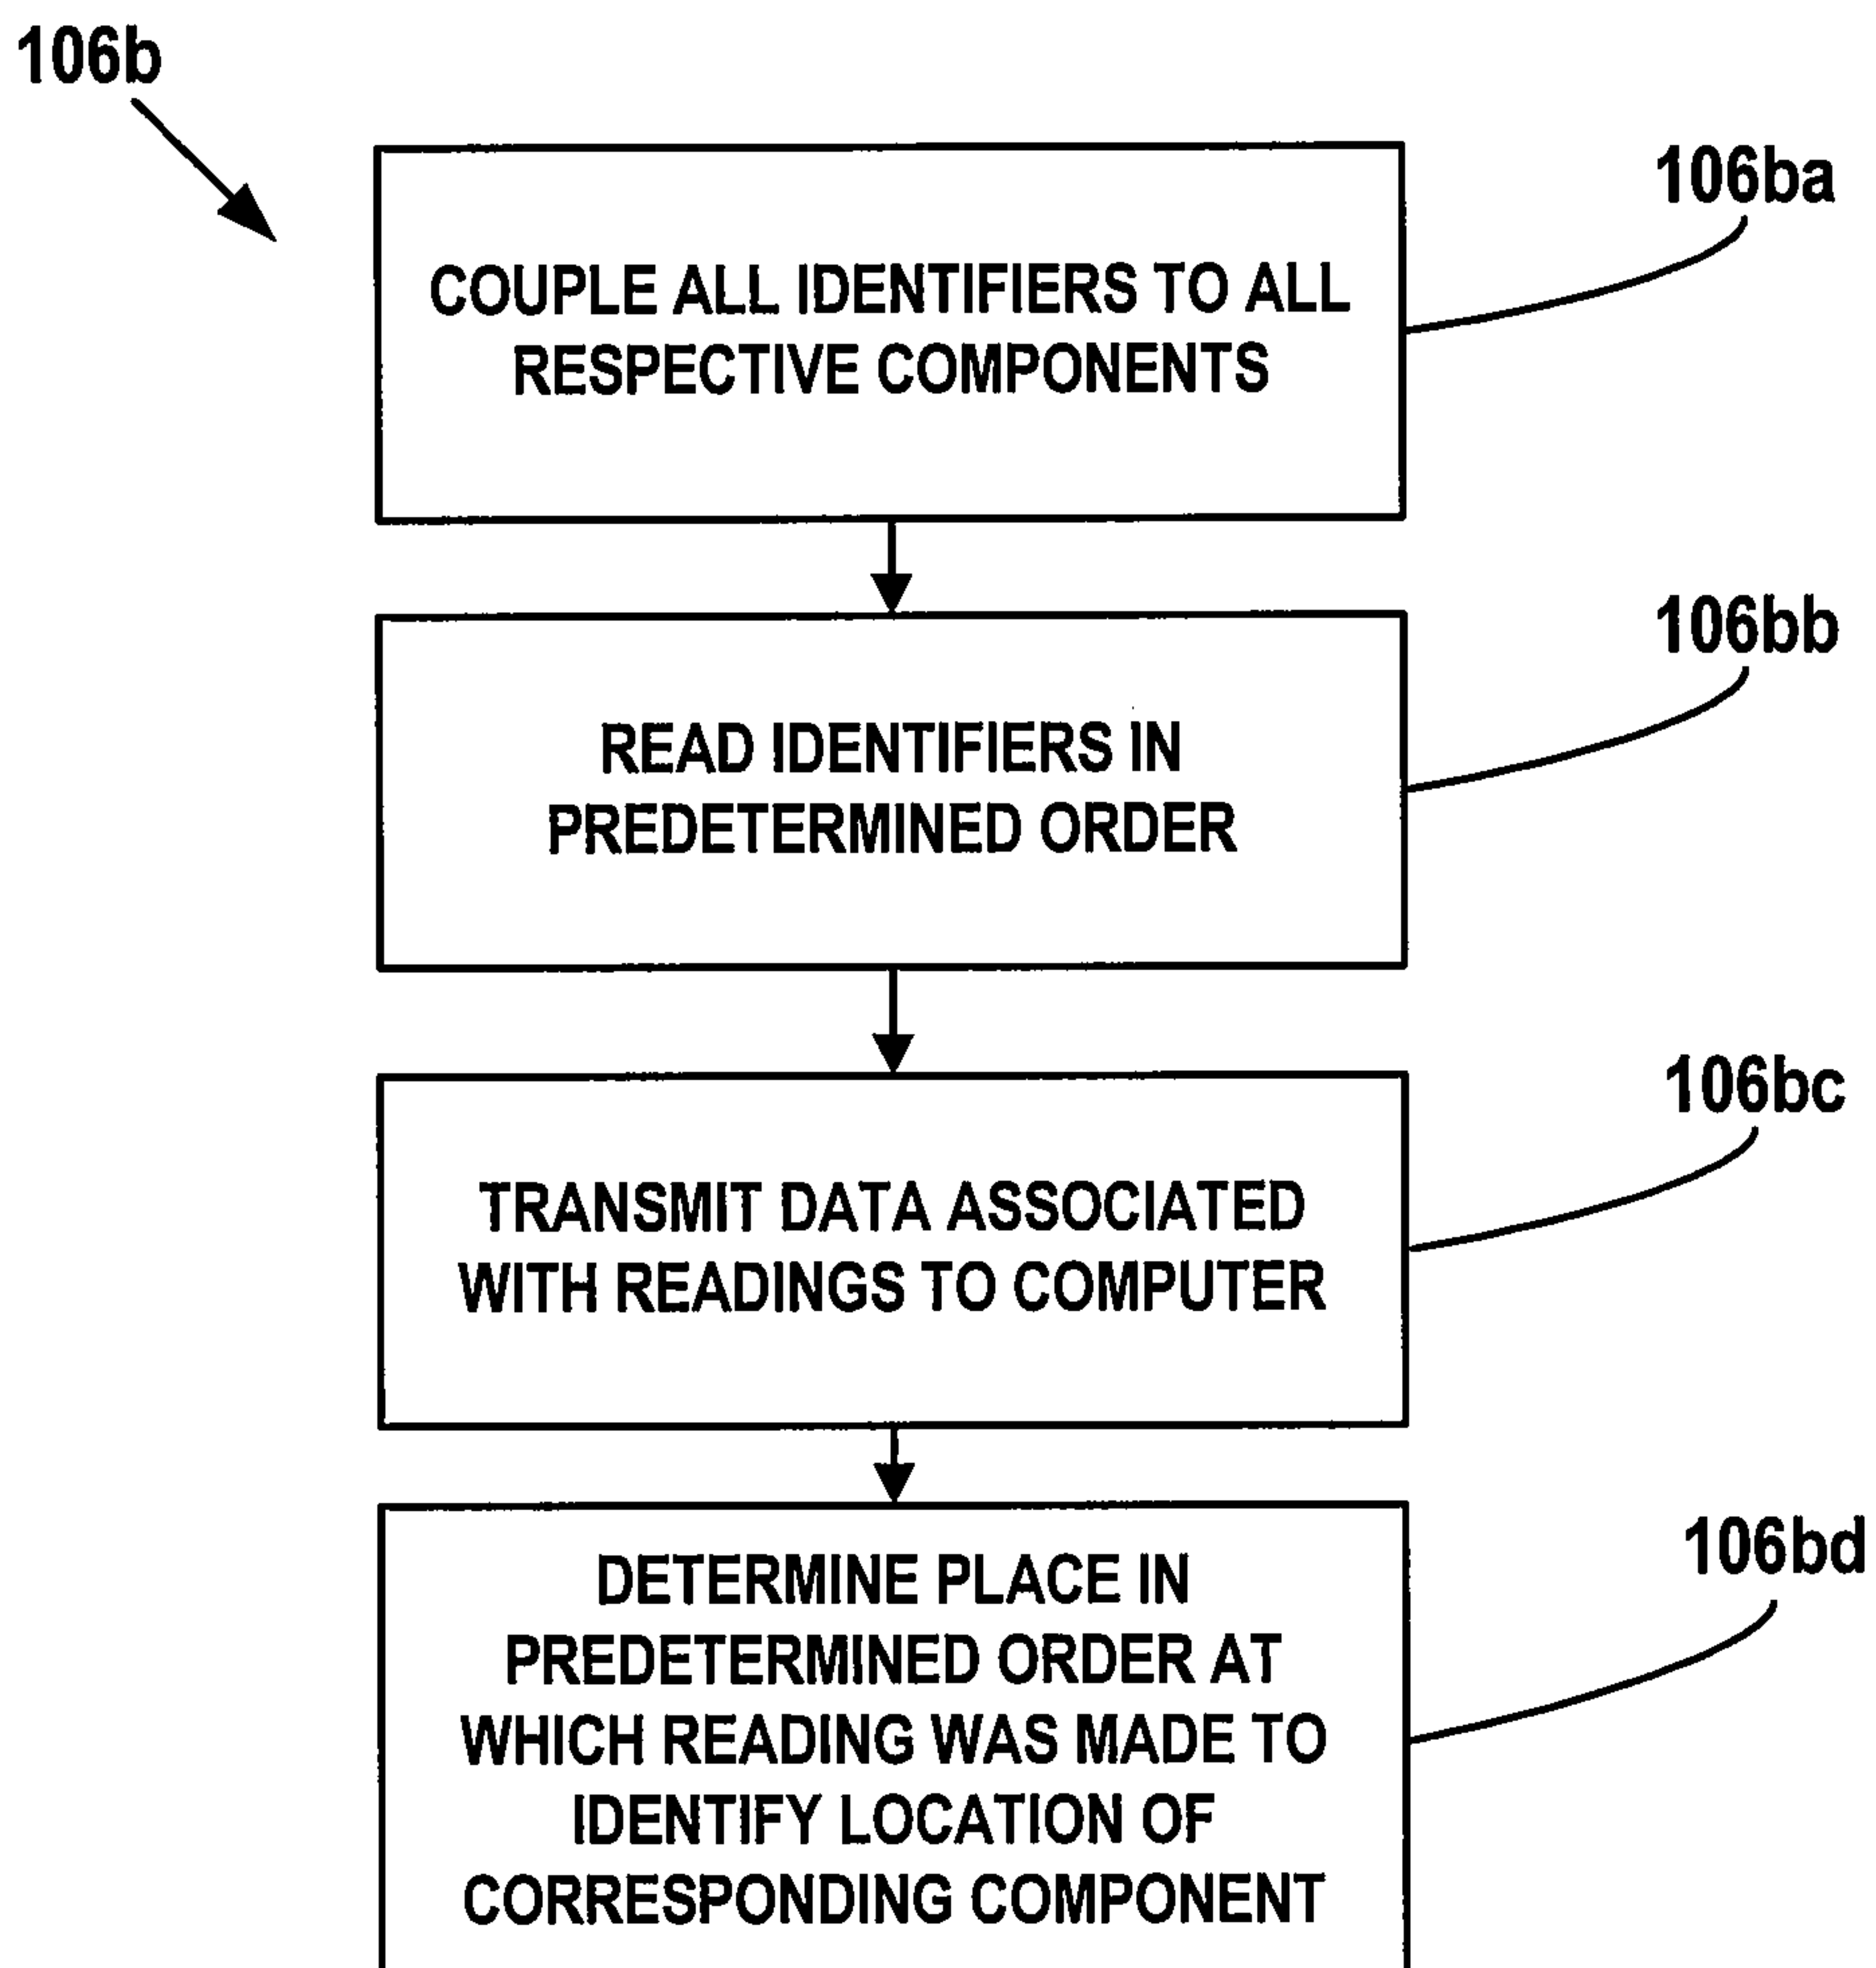 106b
106ba
COUPLE ALL IDENTIFIERS TO ALL
RESPECTIVE COMPONENTS
106bb
READ IDENTIFIERS IN
PREDETERMINED ORDER
106bc
TRANSMIT DATA ASSOCIATED
WITH READINGS TO COMPUTER
106bd
DETERMINE PLACE IN
PREDETERMINED ORDER AT
WHICH READING WAS MADE TO
IDENTIFY LOCATION OF
CORRESPONDING COMPONENT